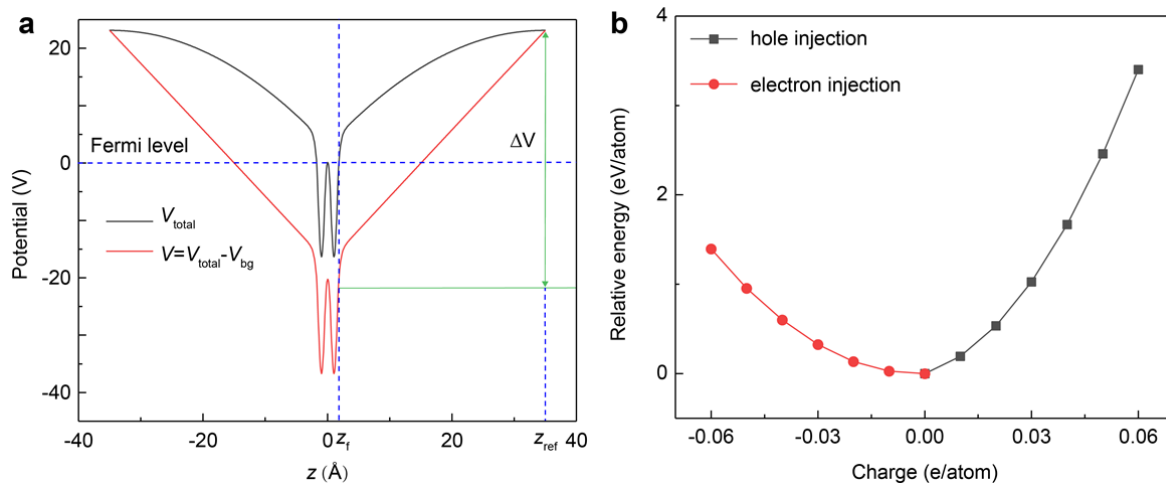 a
Potential (V)
20
0
-20
-40
Fermi level
ΔV
V_total
V=V_total-V_bg
-40
-20
0
z_f
20
z_ref
40
z (Å)
b
Relative energy (eV/atom)
4
2
0
hole injection
electron injection
-0.06
-0.03
0.00
0.03
0.06
Charge (e/atom)